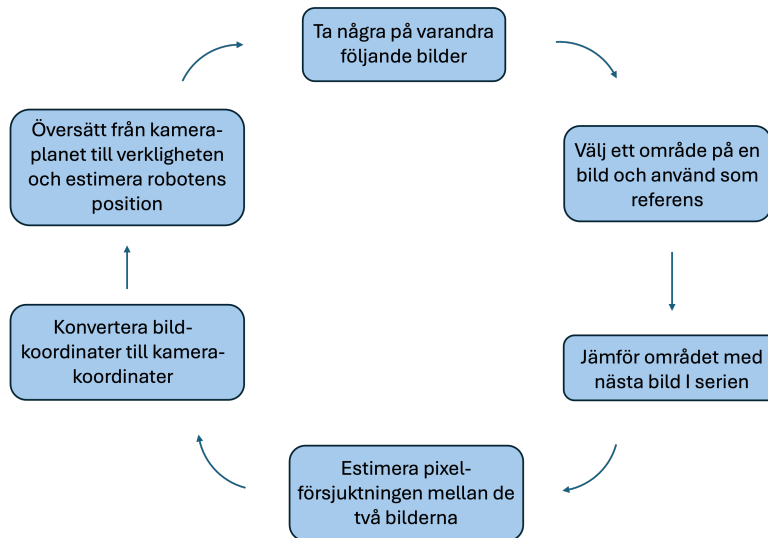 Ta några på varandra
följande bilder
Välj ett område på en
bild och använd som
referens
Jämför området med
nästa bild I serien
Estimera pixel-
försjuktningen mellan de
två bilderna
Konvertera bild-
koordinater till kamera-
koordinater
Översätt från kamera-
planet till verkligheten
och estimera robotens
position